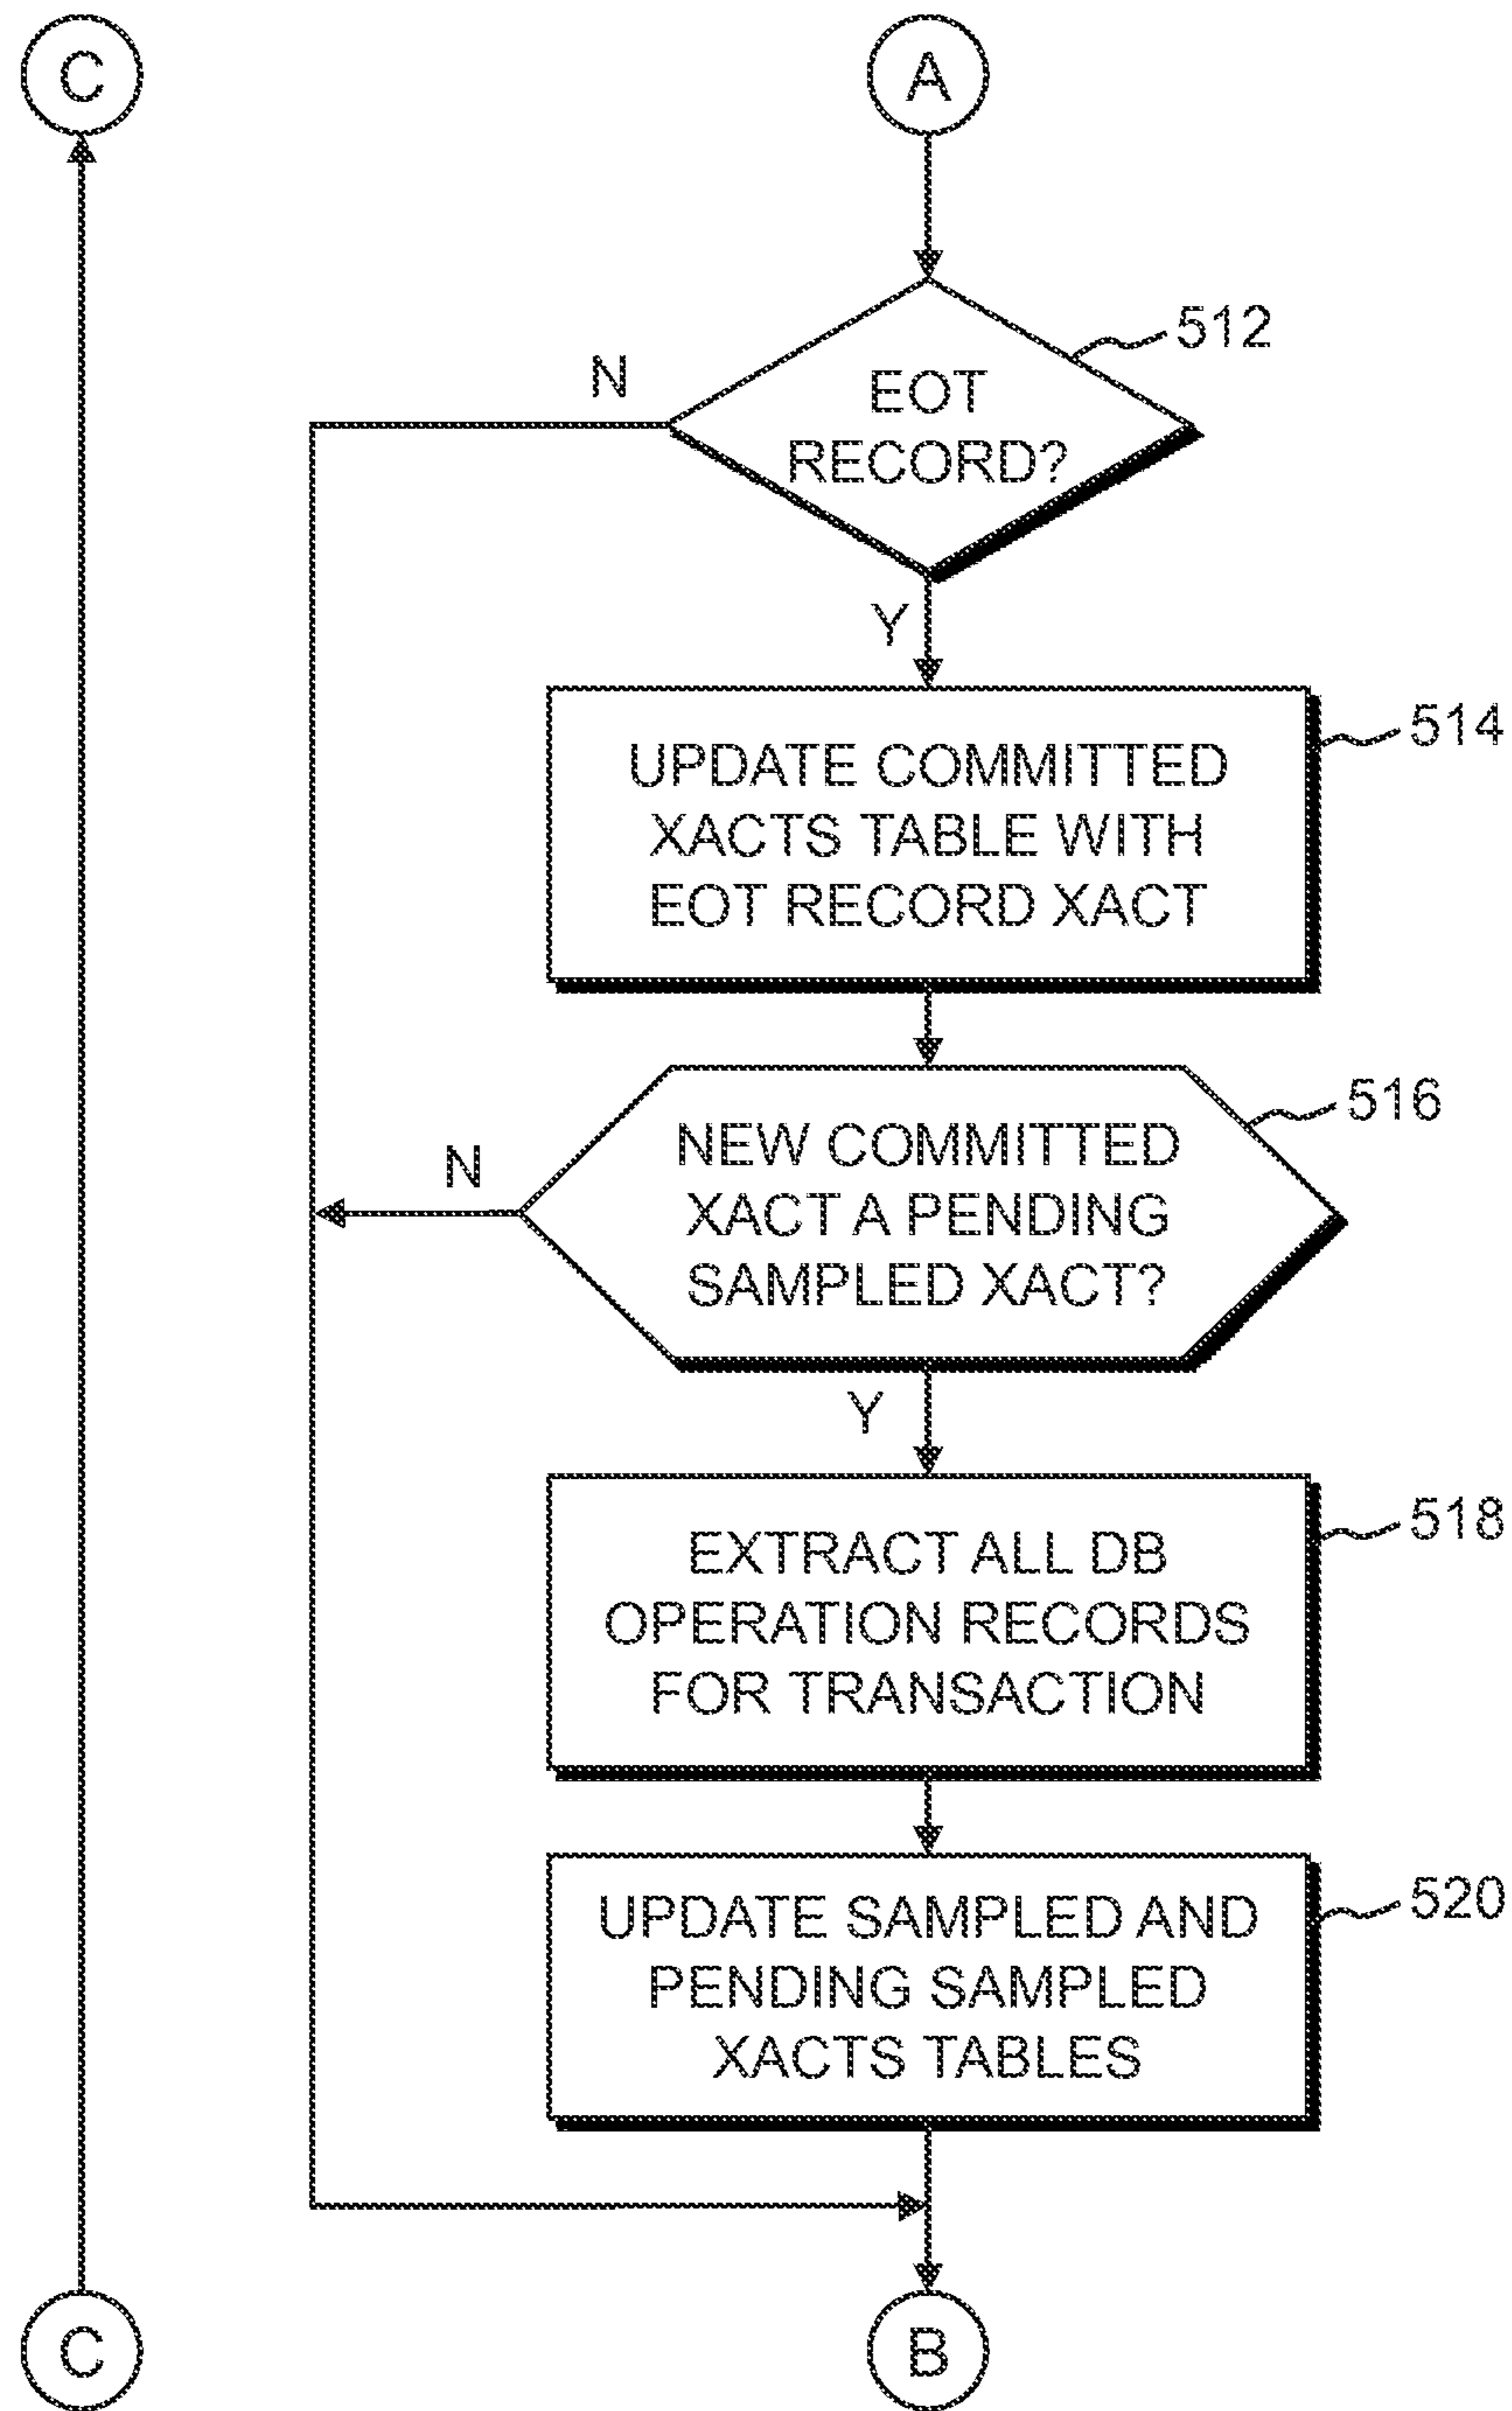 C
A
512
N
EOT
RECORD?
Y
514
UPDATE COMMITTED
XACTS TABLE WITH
EOT RECORD XACT
516
N
NEW COMMITTED
XACT A PENDING
SAMPLED XACT?
Y
518
EXTRACT ALL DB
OPERATION RECORDS
FOR TRANSACTION
520
UPDATE SAMPLED AND
PENDING SAMPLED
XACTS TABLES
C
B